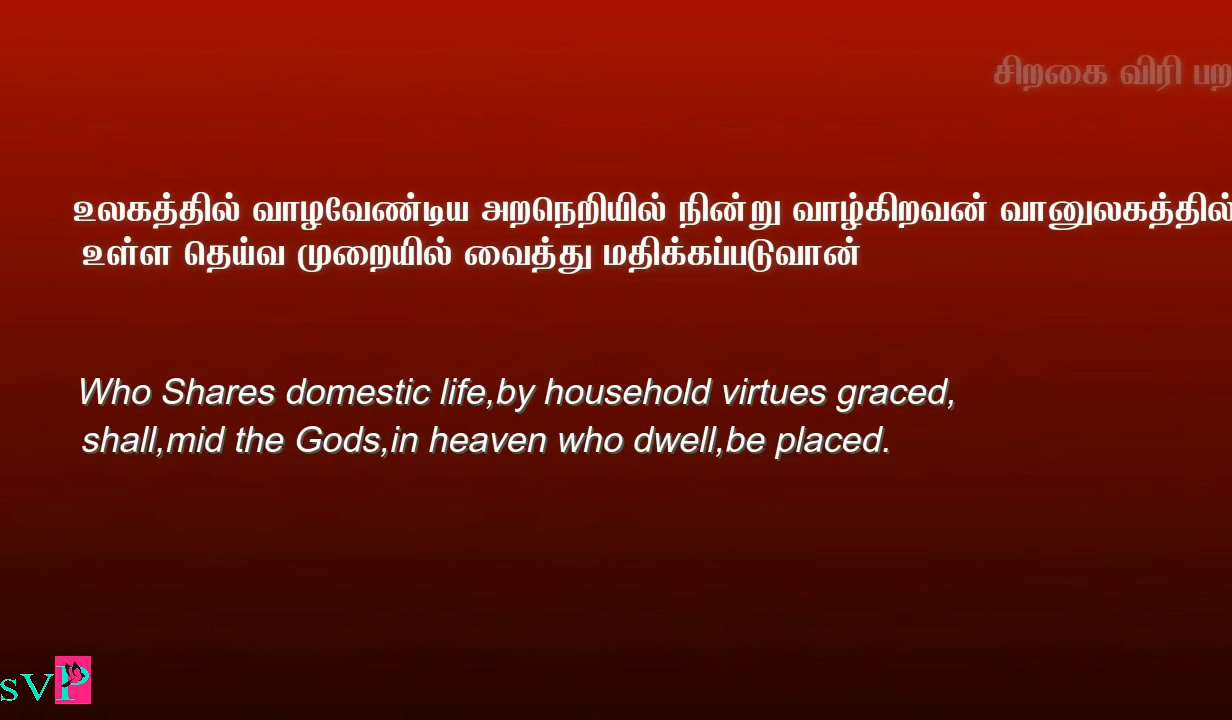 சிறகை விரி பற
உலகத்தில் வாழவேண்டிய அறநெறியில் நின்று வாழ்கிறவன் வானுலகத்தில்
உள்ள தெய்வ முறையில் வைத்து மதிக்கப்படுவான்
Who Shares domestic life,by household virtues graced,
shall,mid the Gods,in heaven who dwell,be placed.
svP